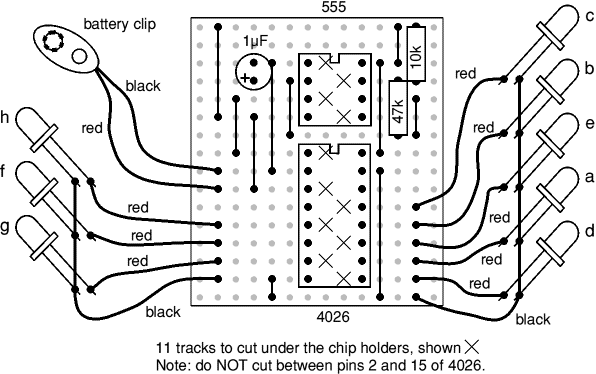 555
c
battery clip
1µF
10k
black
red
b
47k
red
h
e
f
red
a
g
red
red
red
d
red
red
black
black
4026
11 tracks to cut under the chip holders, shown
Note: do NOT cut between pins 2 and 15 of 4026.